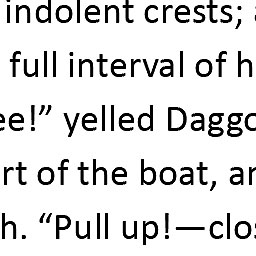 indolent crests;
full interval of h
ee!” yelled Daggo
rt of the boat, an
h. “Pull up!—clos